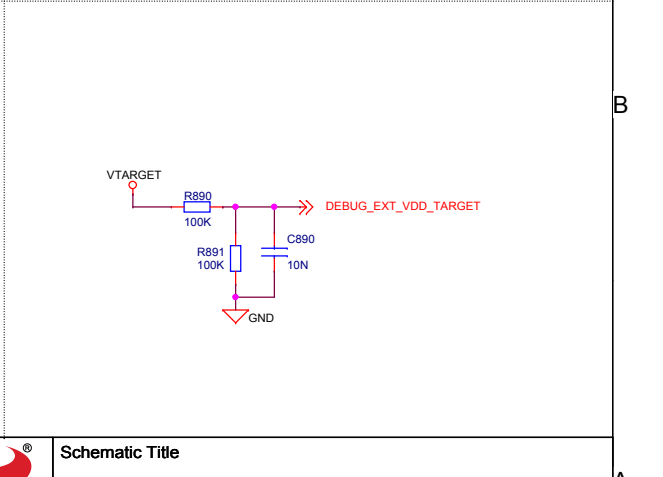 B
VTARGET
R890
DEBUG_EXT_VDD_TARGET
100K
C890
R891
100K
10N
GND
®
Schematic Title